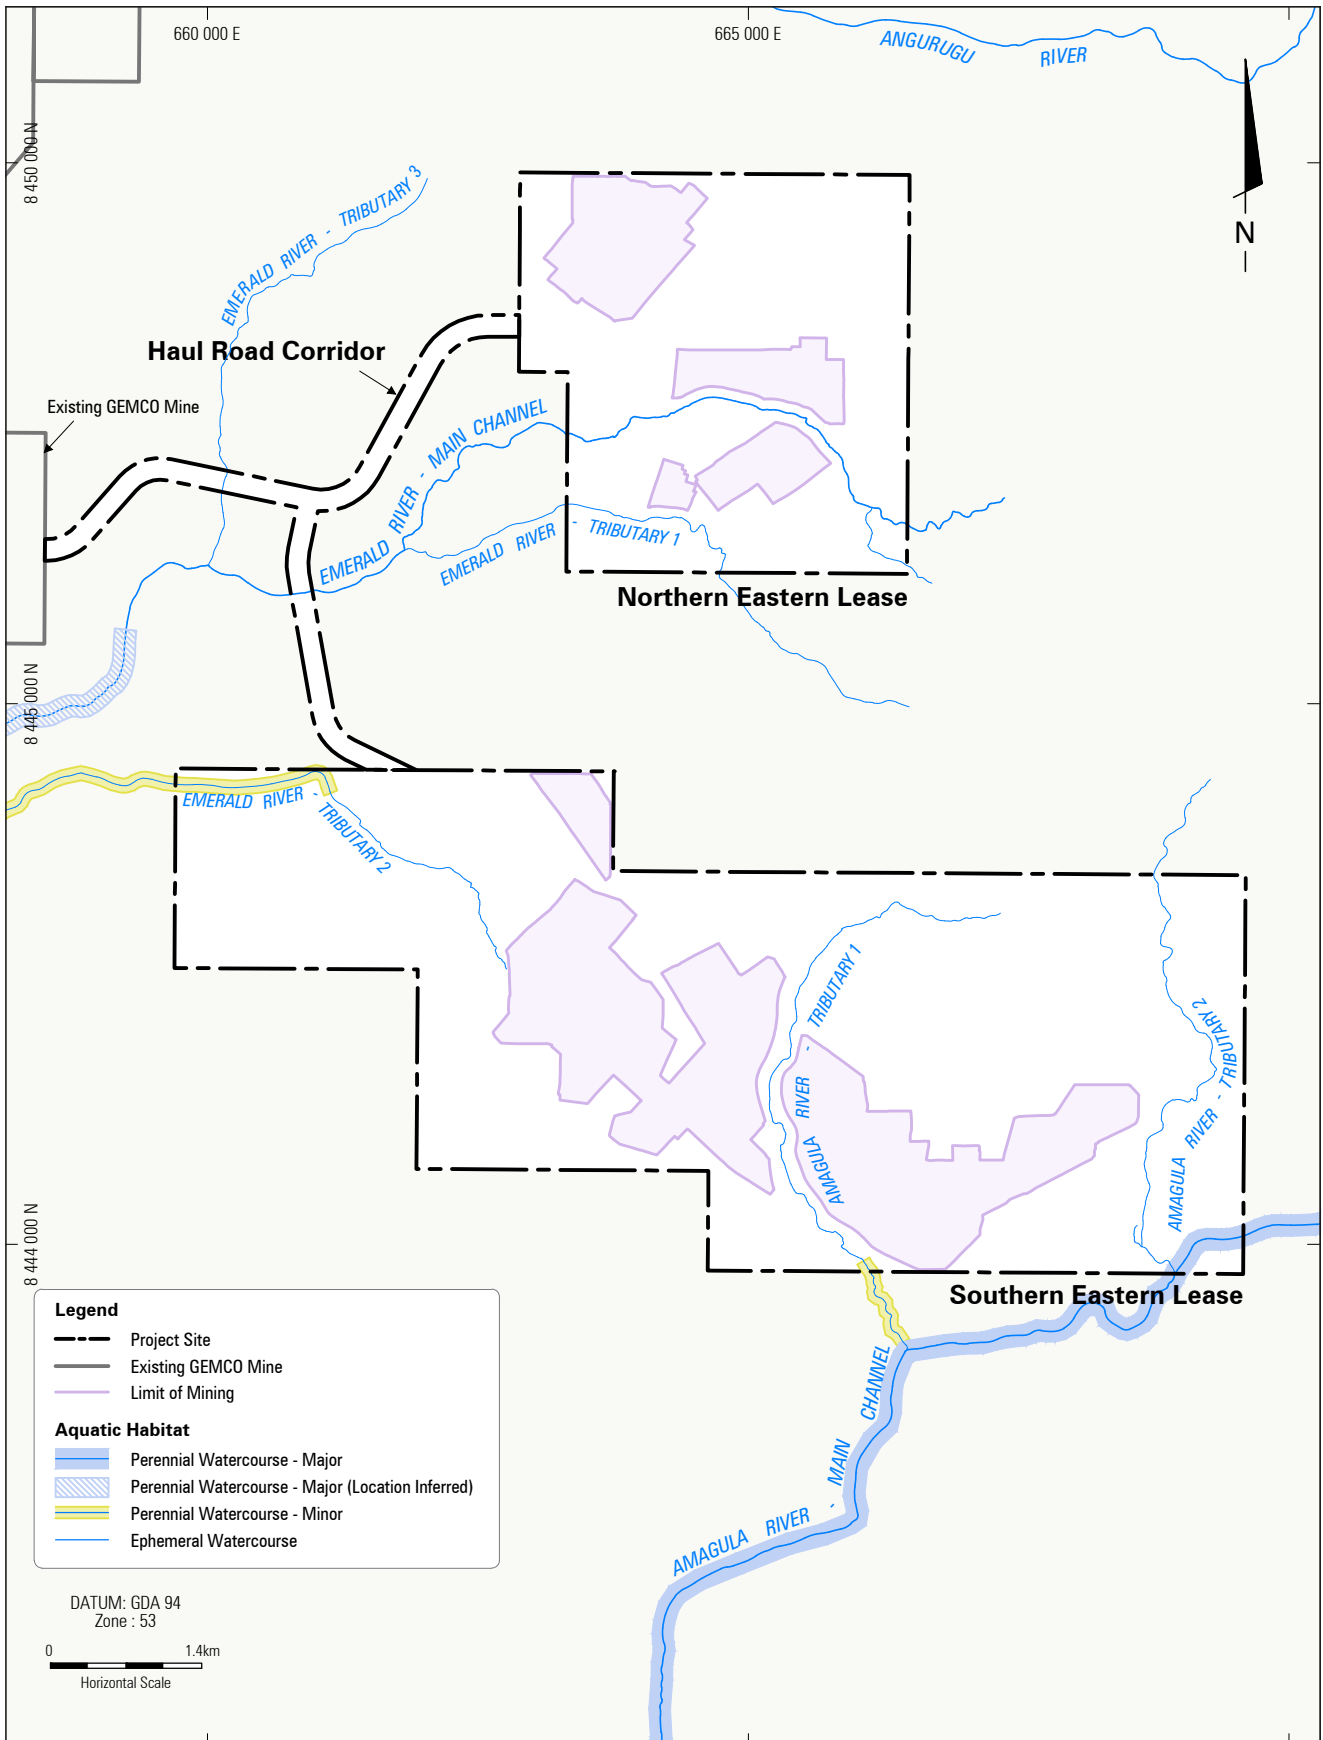 660 000 E
665 000 E
ANGURUGU RIVER
8 450 000 N
N
EMERALD RIVER - TRIBUTARY 3
Haul Road Corridor
Existing GEMCO Mine
EMERALD RIVER - MAIN CHANNEL
EMERALD RIVER - TRIBUTARY 1
Northern Eastern Lease
8 445 000 N
EMERALD RIVER - TRIBUTARY 2
AMAGULA RIVER - TRIBUTARY 1
AMAGULA RIVER - TRIBUTARY 2
8 444 000 N
Southern Eastern Lease
AMAGULA RIVER - MAIN CHANNEL
Legend
Project Site
Existing GEMCO Mine
Limit of Mining
Aquatic Habitat
Perennial Watercourse - Major
Perennial Watercourse - Major (Location Inferred)
Perennial Watercourse - Minor
Ephemeral Watercourse
DATUM: GDA 94
Zone : 53
0 1.4km
Horizontal Scale